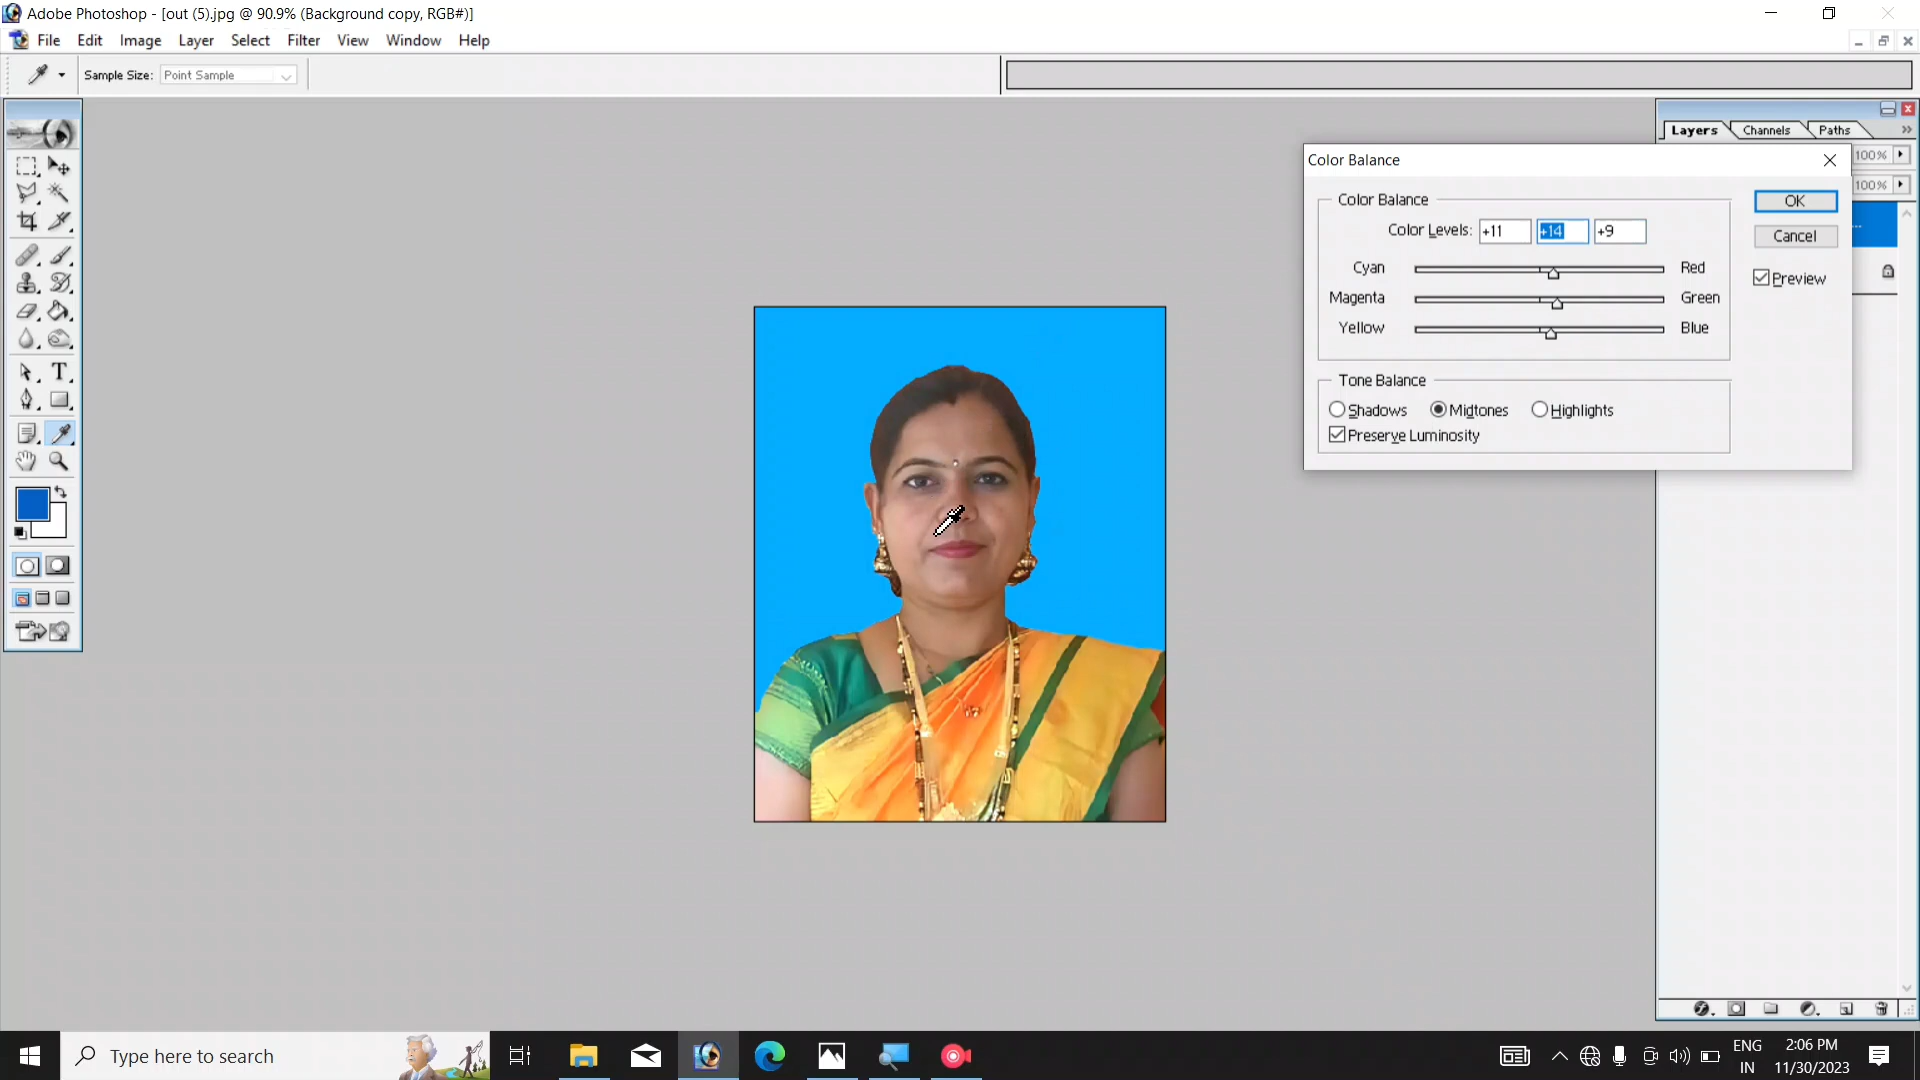 Adobe Photoshop - [out (5).jpg @ 90.9% (Background copy, RGB#)]
File Edit Image Layer Select Filter View Window Help
Sample Size: Point Sample
Layers Channels Paths
100%
100%
Color Balance
Color Balance
Color Levels: +11 +14 +9
Cyan Red
Magenta Green
Yellow Blue
OK
Cancel
Preview
Tone Balance
Shadows Midtones Highlights
Preserve Luminosity
T
Type here to search
ENG
IN
2:06 PM
11/30/2023